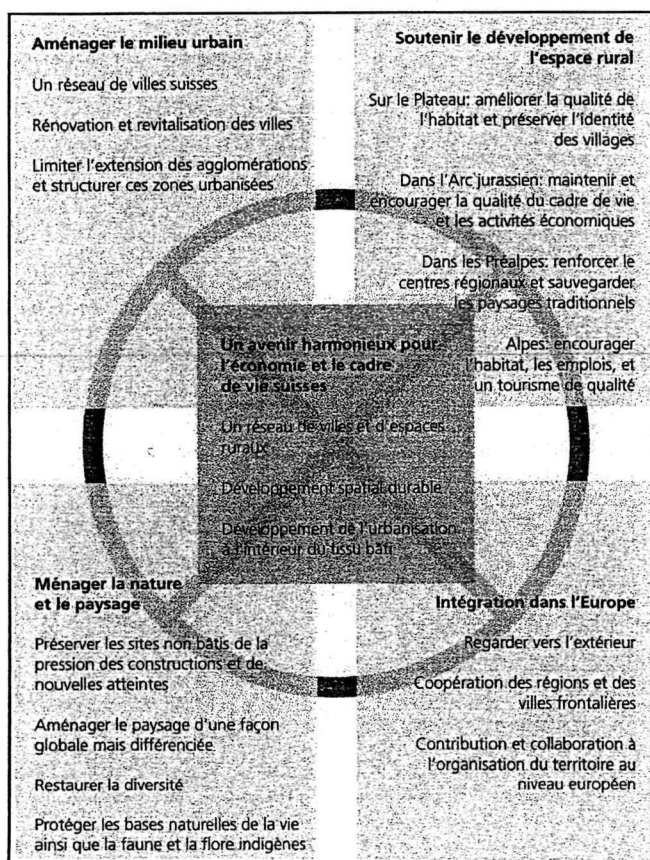 Aménager le milieu urbain
Un réseau de villes suisses
Rénovation et revitalisation des villes
Limiter l'extension des agglomérations
et structurer ces zones urbanisées
Soutenir le développement de
l'espace rural
Sur le Plateau: améliorer la qualité de
l'habitat et préserver l'identité
des villages
Dans l'Arc jurassien: maintenir et
encourager la qualité du cadre de vie
et les activités économiques
Dans les Préalpes: renforcer le
centres régionaux et sauvegarder
les paysages traditionnels
Alpes: encourager
l'habitat, les emplois, et
un tourisme de qualité
Un avenir harmonieux pour
l'économie et le cadre
de vie suisses
Un réseau de villes et d'espaces
ruraux
Développement spatial durable
Développement de l'urbanisation
à l'intérieur du tissu bâti
Ménager la nature
et le paysage
Préserver les sites non bâtis de la
pression des constructions et de
nouvelles atteintes
Aménager le paysage d'une façon
globale mais différenciée
Restaurer la diversité
Protéger les bases naturelles de la vie
ainsi que la faune et la flore indigènes
Intégration dans l'Europe
Regarder vers l'extérieur
Coopération des régions et des
villes frontalières
Contribution et collaboration à
l'organisation du territoire au
niveau européen